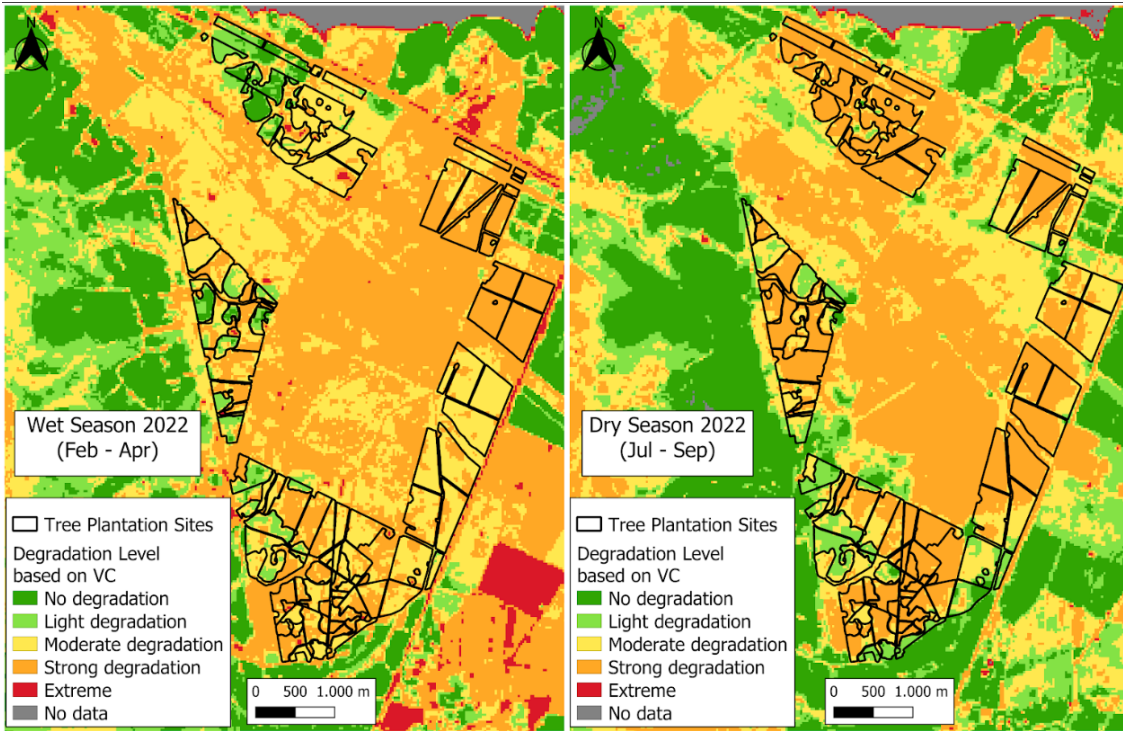 N
Wet Season 2022
(Feb - Apr)
Tree Plantation Sites
Degradation Level
based on VC
No degradation
Light degradation
Moderate degradation
Strong degradation
Extreme
No data
0 500 1.000 m
N
Dry Season 2022
(Jul - Sep)
Tree Plantation Sites
Degradation Level
based on VC
No degradation
Light degradation
Moderate degradation
Strong degradation
Extreme
No data
0 500 1.000 m